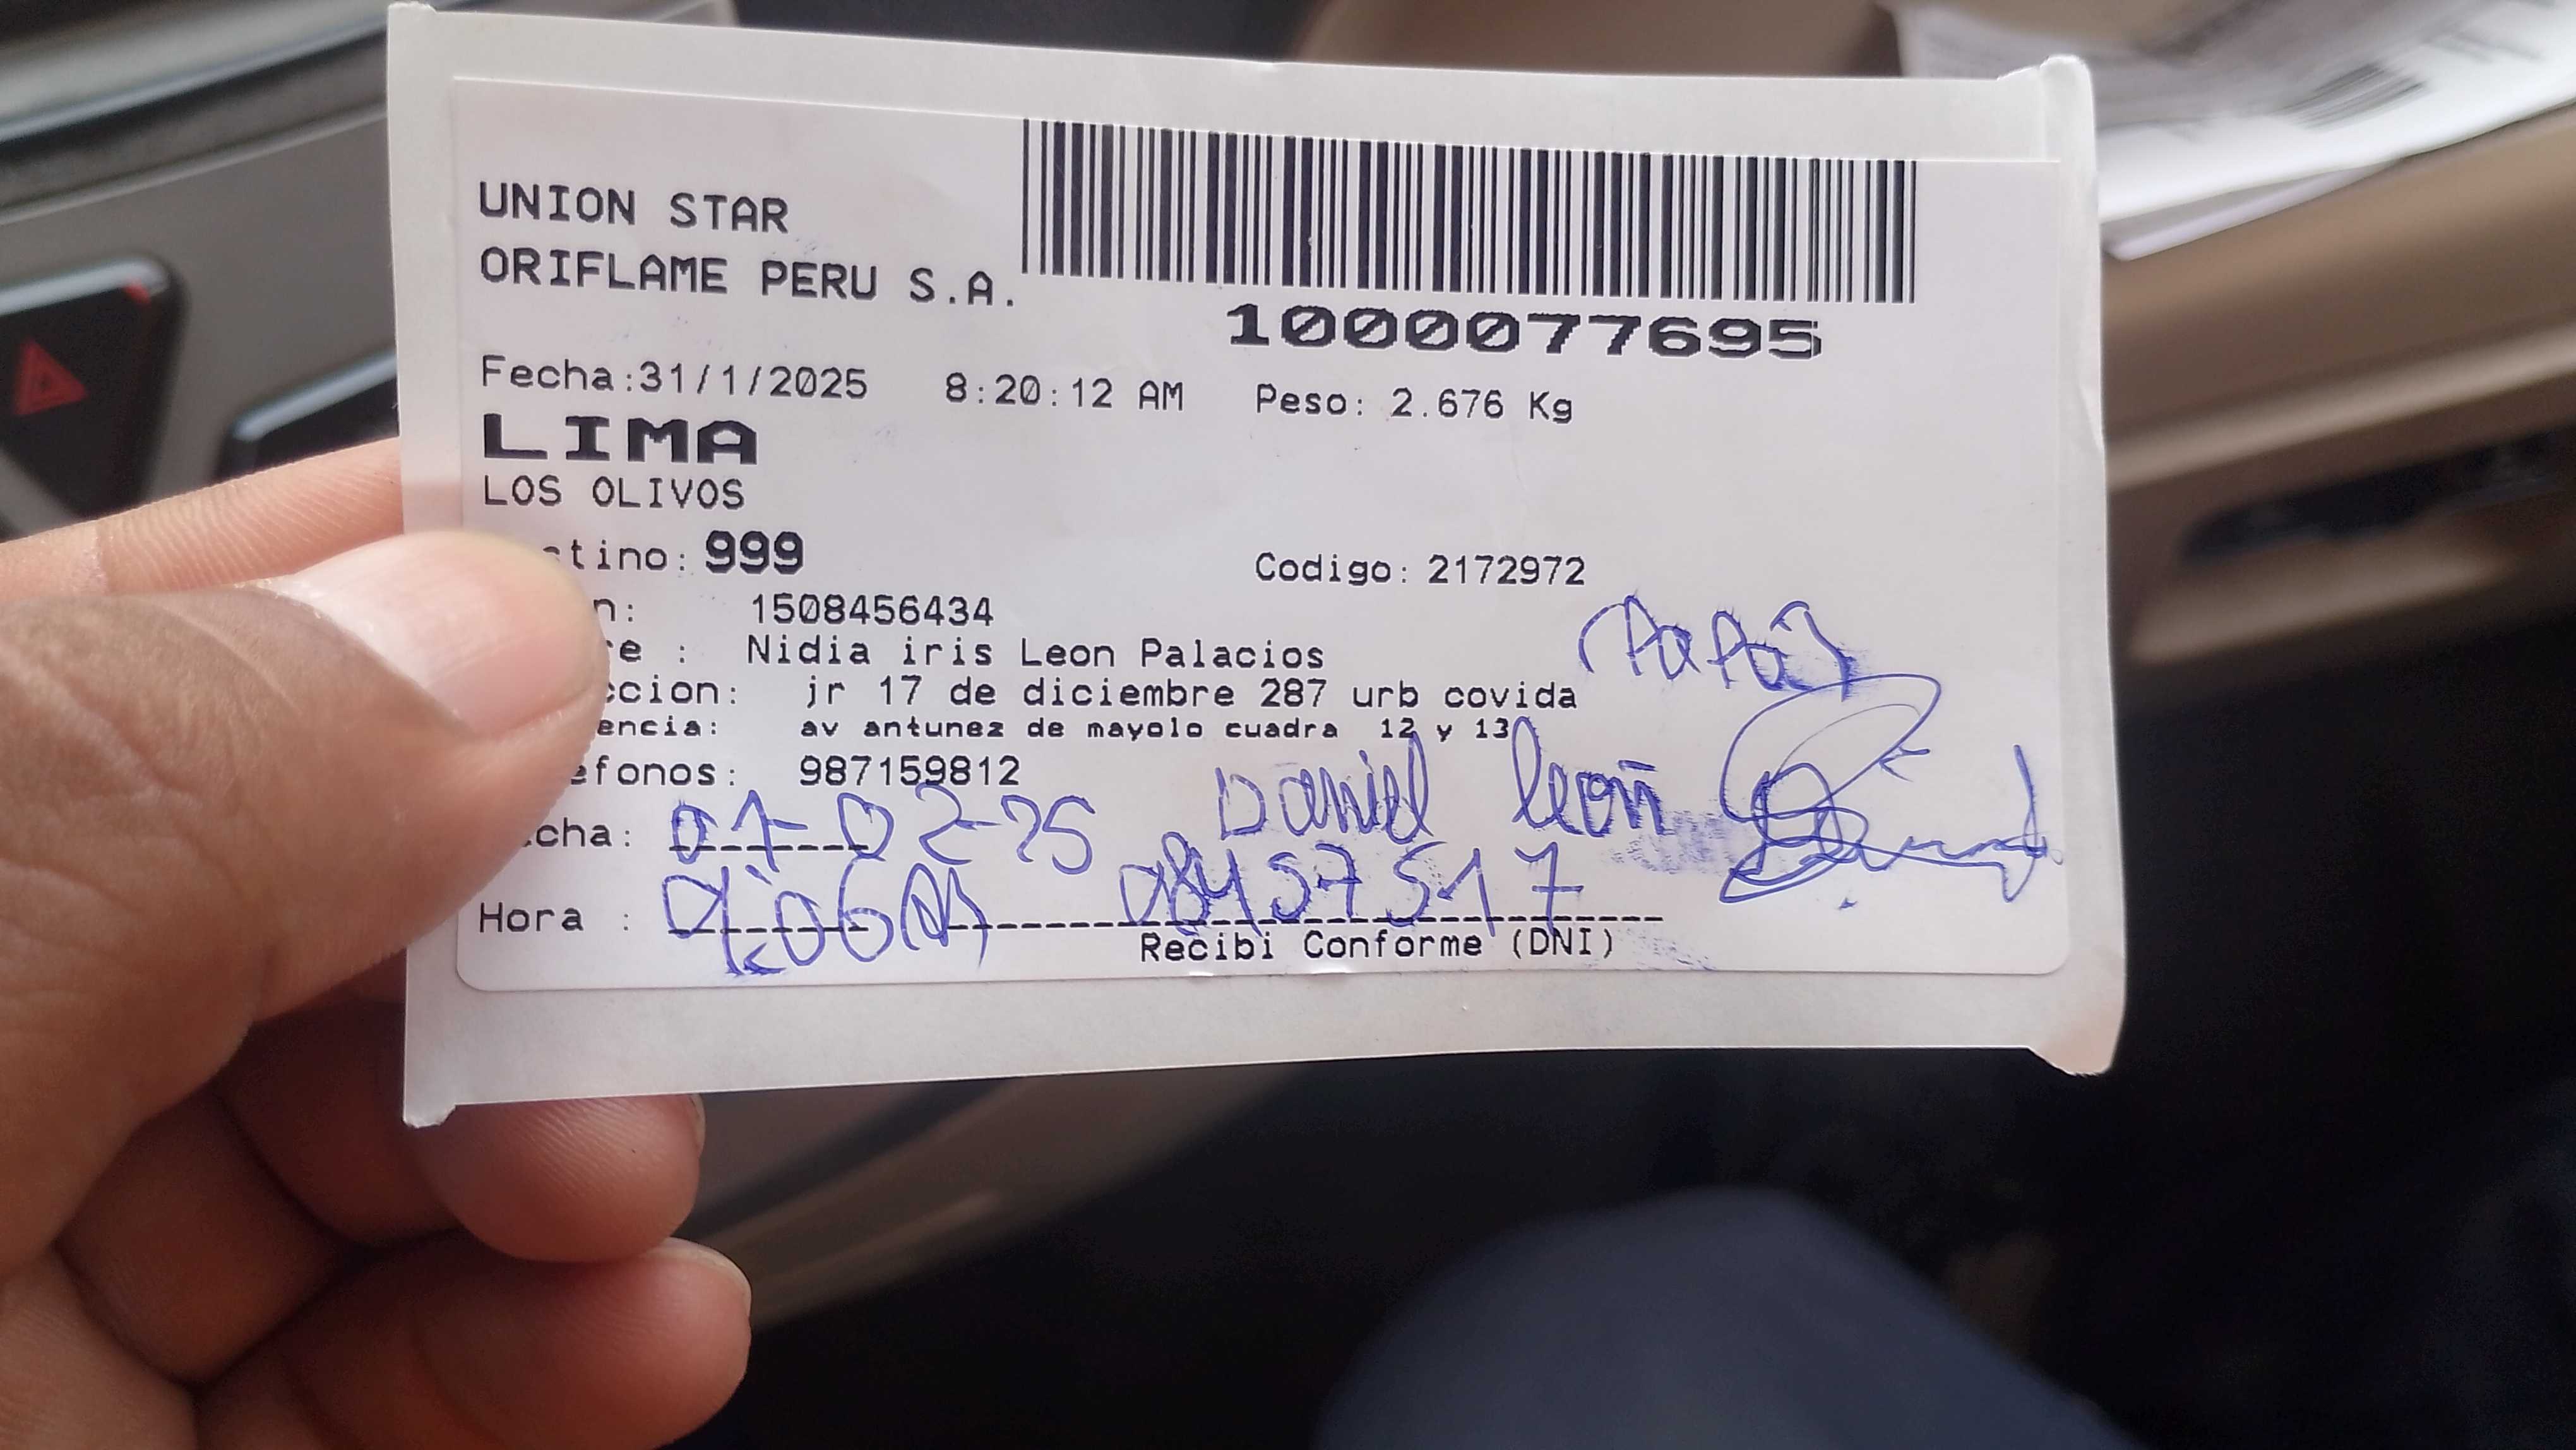 UNION STAR
ORIFLAME PERU S.A.
1000077695
Fecha:31/1/2025 8:20:12 AM Peso: 2.676 Kg
LIMA
LOS OLIVOS
tino: 999 Codigo: 2172972
n: 1508456434
(PAPÁ)
re : Nidia iris Leon Palacios
ccion: jr 17 de diciembre 287 urb covida
encia: av antunez de mayolo cuadra 12 y 13
efonos: 987159812
Daniel león
cha: 01-02-25
Hora : 08457517
Recibi Conforme (DNI)